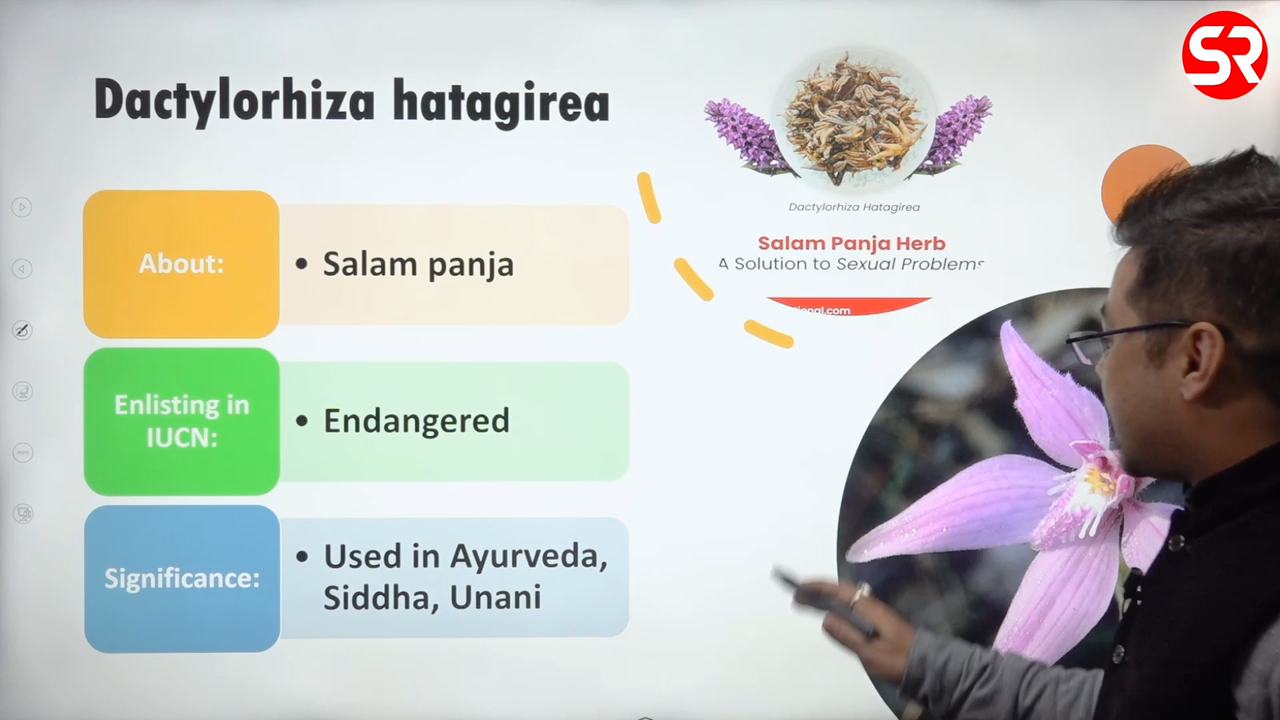 SR
Dactylorhiza hatagirea
Dactylorhiza Hatagirea
Salam Panja Herb
A Solution to Sexual Problems
About:
• Salam panja
Enlisting in
IUCN:
• Endangered
Significance:
• Used in Ayurveda,
Siddha, Unani